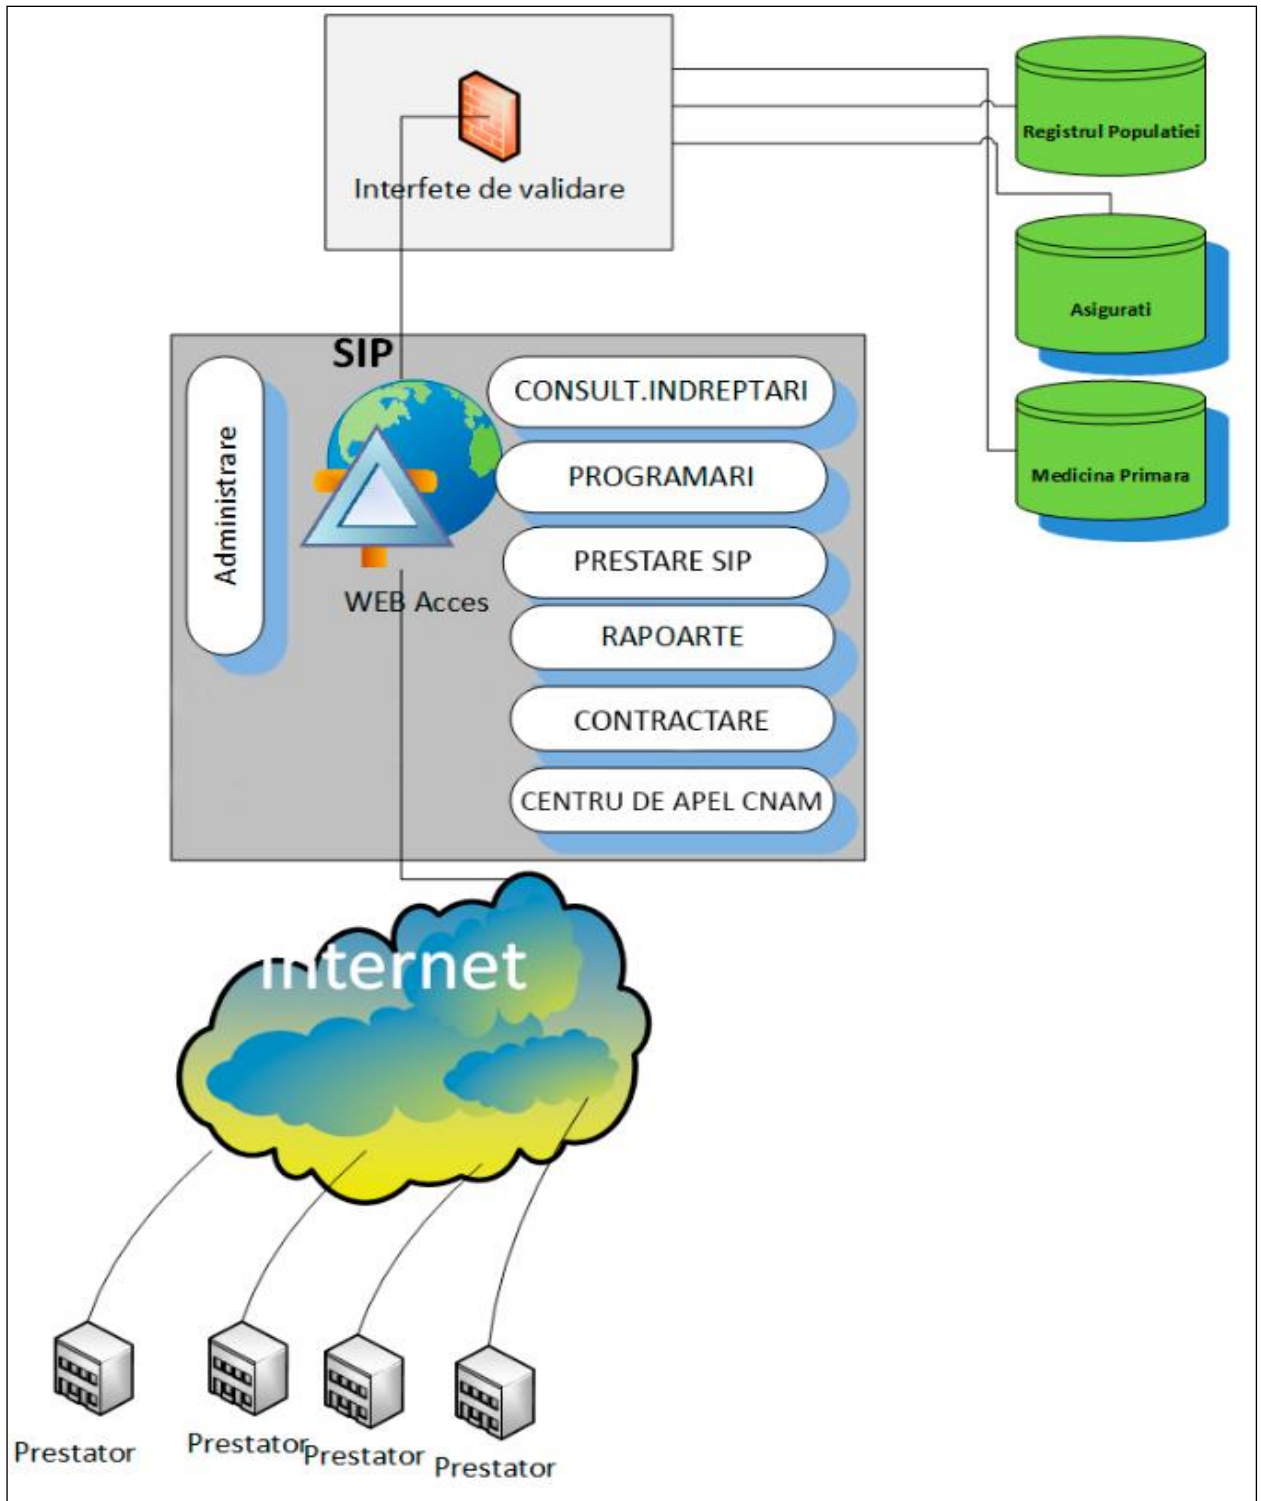 Interfete de validare
Registrul Populatiei
Asigurati
Medicina Primara
SIP
Administrare
WEB Acces
CONSULT.INDREPTARI
PROGRAMARI
PRESTARE SIP
RAPOARTE
CONTRACTARE
CENTRU DE APEL CNAM
Internet
Prestator
Prestator
Prestator
Prestator